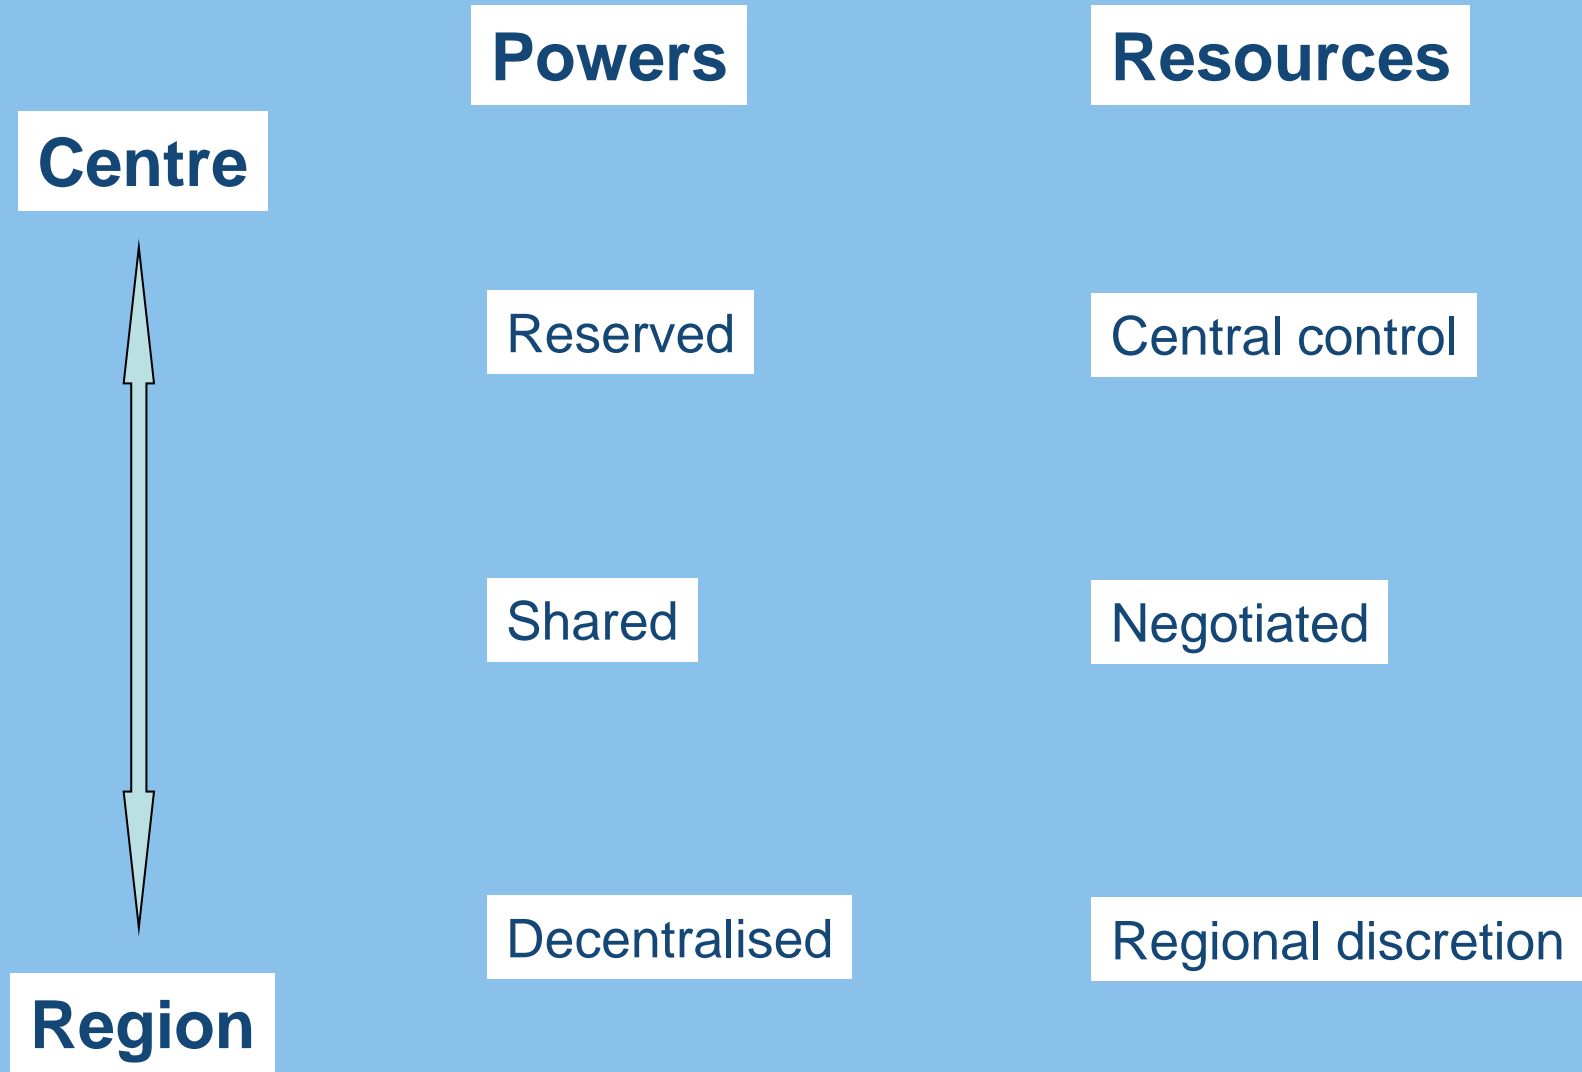 Powers
Resources
Centre
Reserved
Central control
Shared
Negotiated
Decentralised
Regional discretion
Region